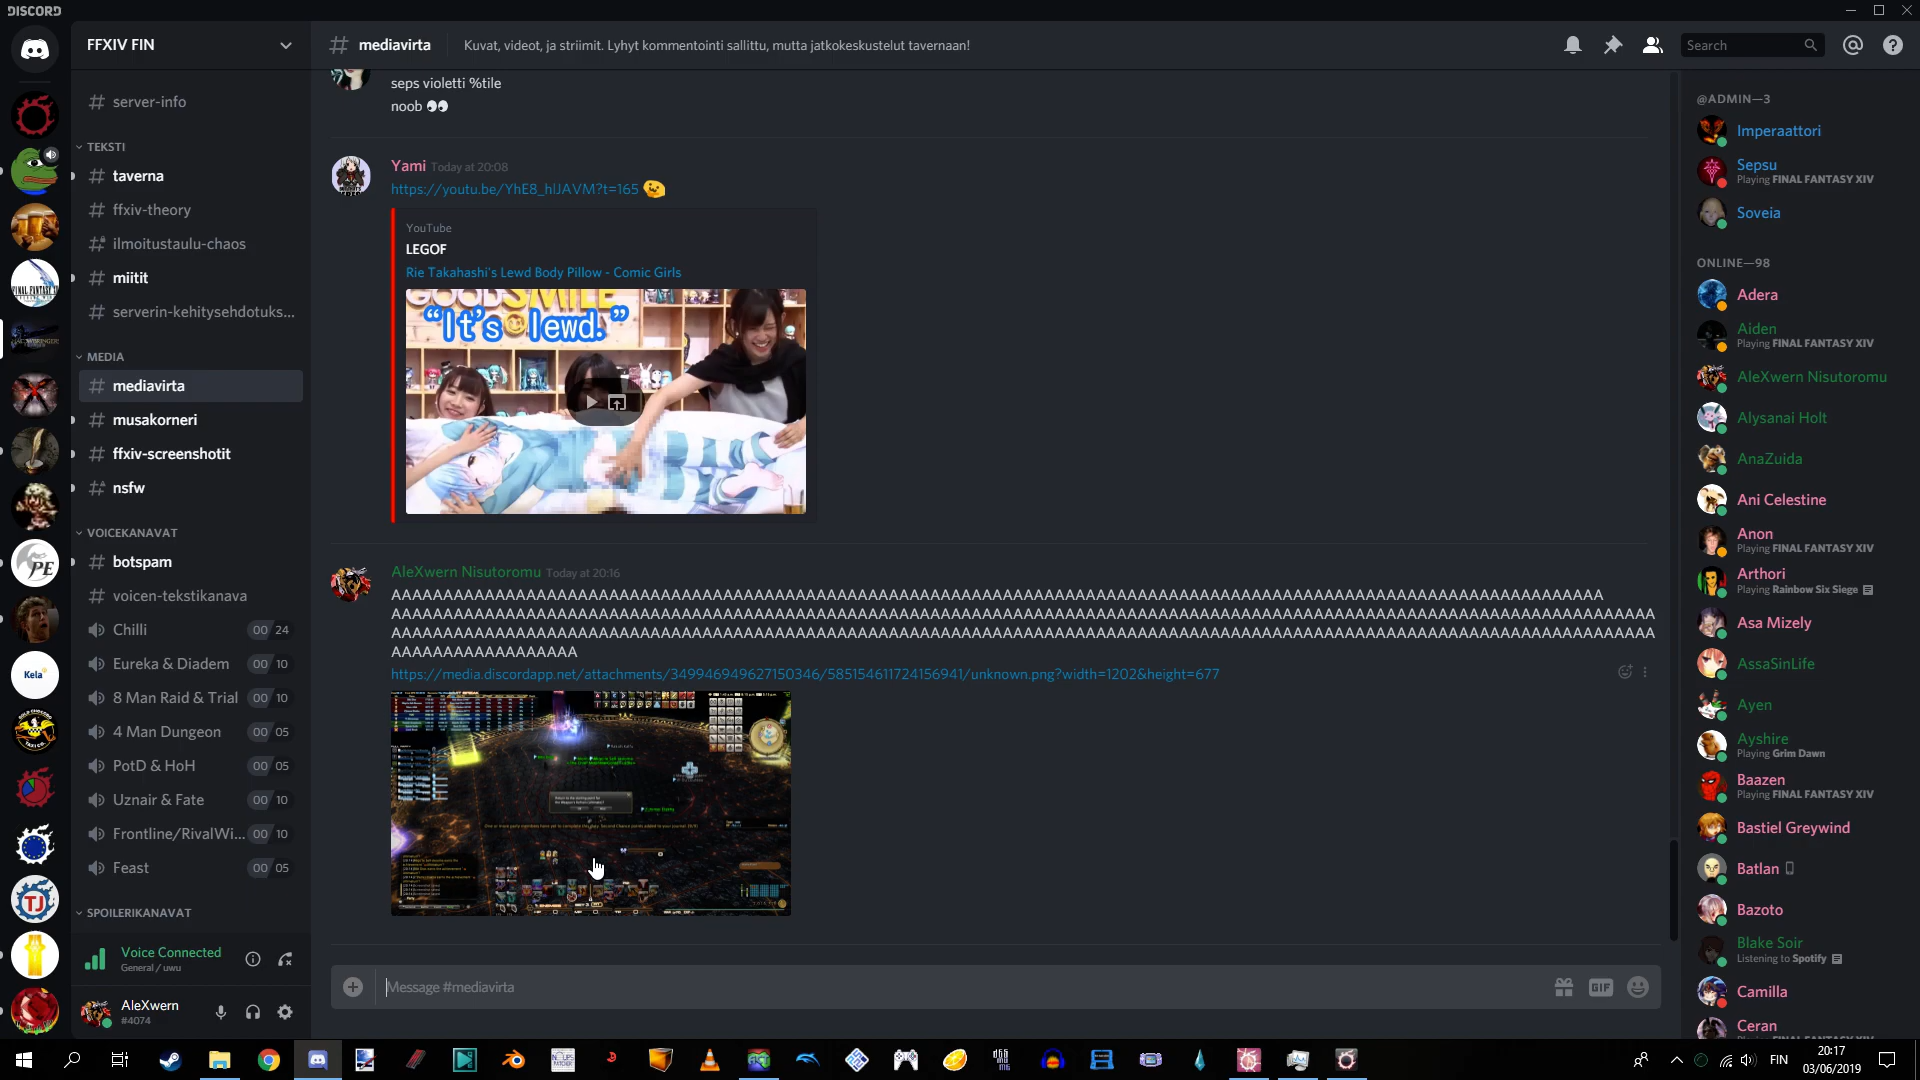 DISCORD
FFXIV FIN
server-info
TEKSTI
taverna
ffxiv-theory
ilmoitustaulu-chaos
miitit
serverin-kehitysehdotuks...
MEDIA
mediavirta
musakorneri
ffxiv-screenshotit
nsfw
VOICEKANAVAT
botspam
voicen-tekstikanava
Chilli 00 24
Eureka & Diadem 00 10
8 Man Raid & Trial 00 10
4 Man Dungeon 00 05
PotD & HoH 00 05
Uznair & Fate 00 10
Frontline/RivalWi... 00 10
Feast 00 05
SPOILERIKANAVAT
Voice Connected
General / uwu
AleXwern
#4074
Kela
PE
TJ
mediavirta Kuvat, videot, ja striimit. Lyhyt kommentointi sallittu, mutta jatkokeskustelut tavernaan!
Search
seps violetti %tile
noob
Yami Today at 20:08
https://youtu.be/YhE8_hlJAVM?t=165
YouTube
LEGOF
Rie Takahashi's Lewd Body Pillow - Comic Girls
GOODSMILE
"It's lewd."
AleXwern Nisutoromu Today at 20:16
https://media.discordapp.net/attachments/349946949627150346/585154611724156941/unknown.png?width=1202&height=677
Message #mediavirta
GIF
@ADMIN—3
Imperaattori
Sepsu
Playing FINAL FANTASY XIV
Soveia
ONLINE—98
Adera
Aiden
Playing FINAL FANTASY XIV
AleXwern Nisutoromu
Alysanai Holt
AnaZuida
Ani Celestine
Anon
Playing FINAL FANTASY XIV
Arthori
Playing Rainbow Six Siege
Asa Mizely
AssaSinLife
Ayen
Ayshire
Playing Grim Dawn
Baazen
Playing FINAL FANTASY XIV
Bastiel Greywind
Batlan
Bazoto
Blake Soir
Listening to Spotify
Camilla
Ceran
FIN
20:17
03/06/2019